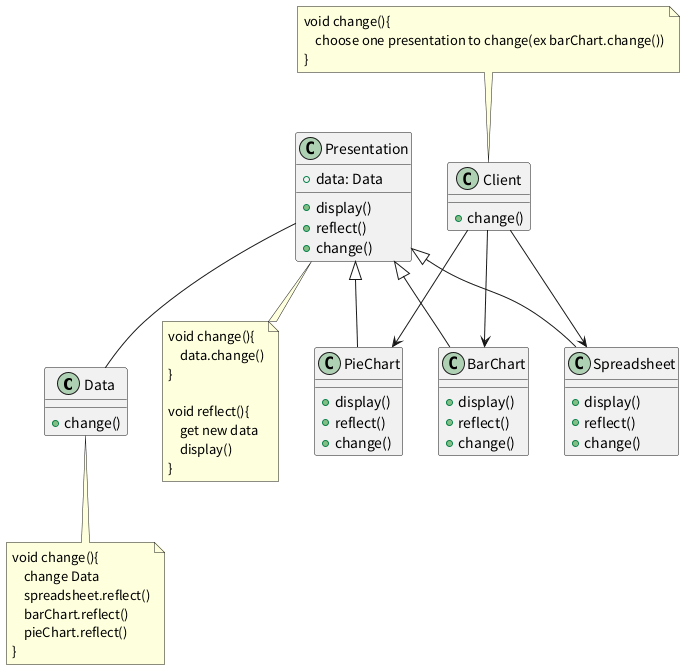 void change(){
choose one presentation to change(ex barChart.change())
}
C Presentation
data: Data
display()
reflect()
change()
C Client
change()
void change(){
data.change()
}
void reflect(){
get new data
display()
}
C Data
change()
C PieChart
display()
reflect()
change()
C BarChart
display()
reflect()
change()
C Spreadsheet
display()
reflect()
change()
void change(){
change Data
spreadsheet.reflect()
barChart.reflect()
pieChart.reflect()
}